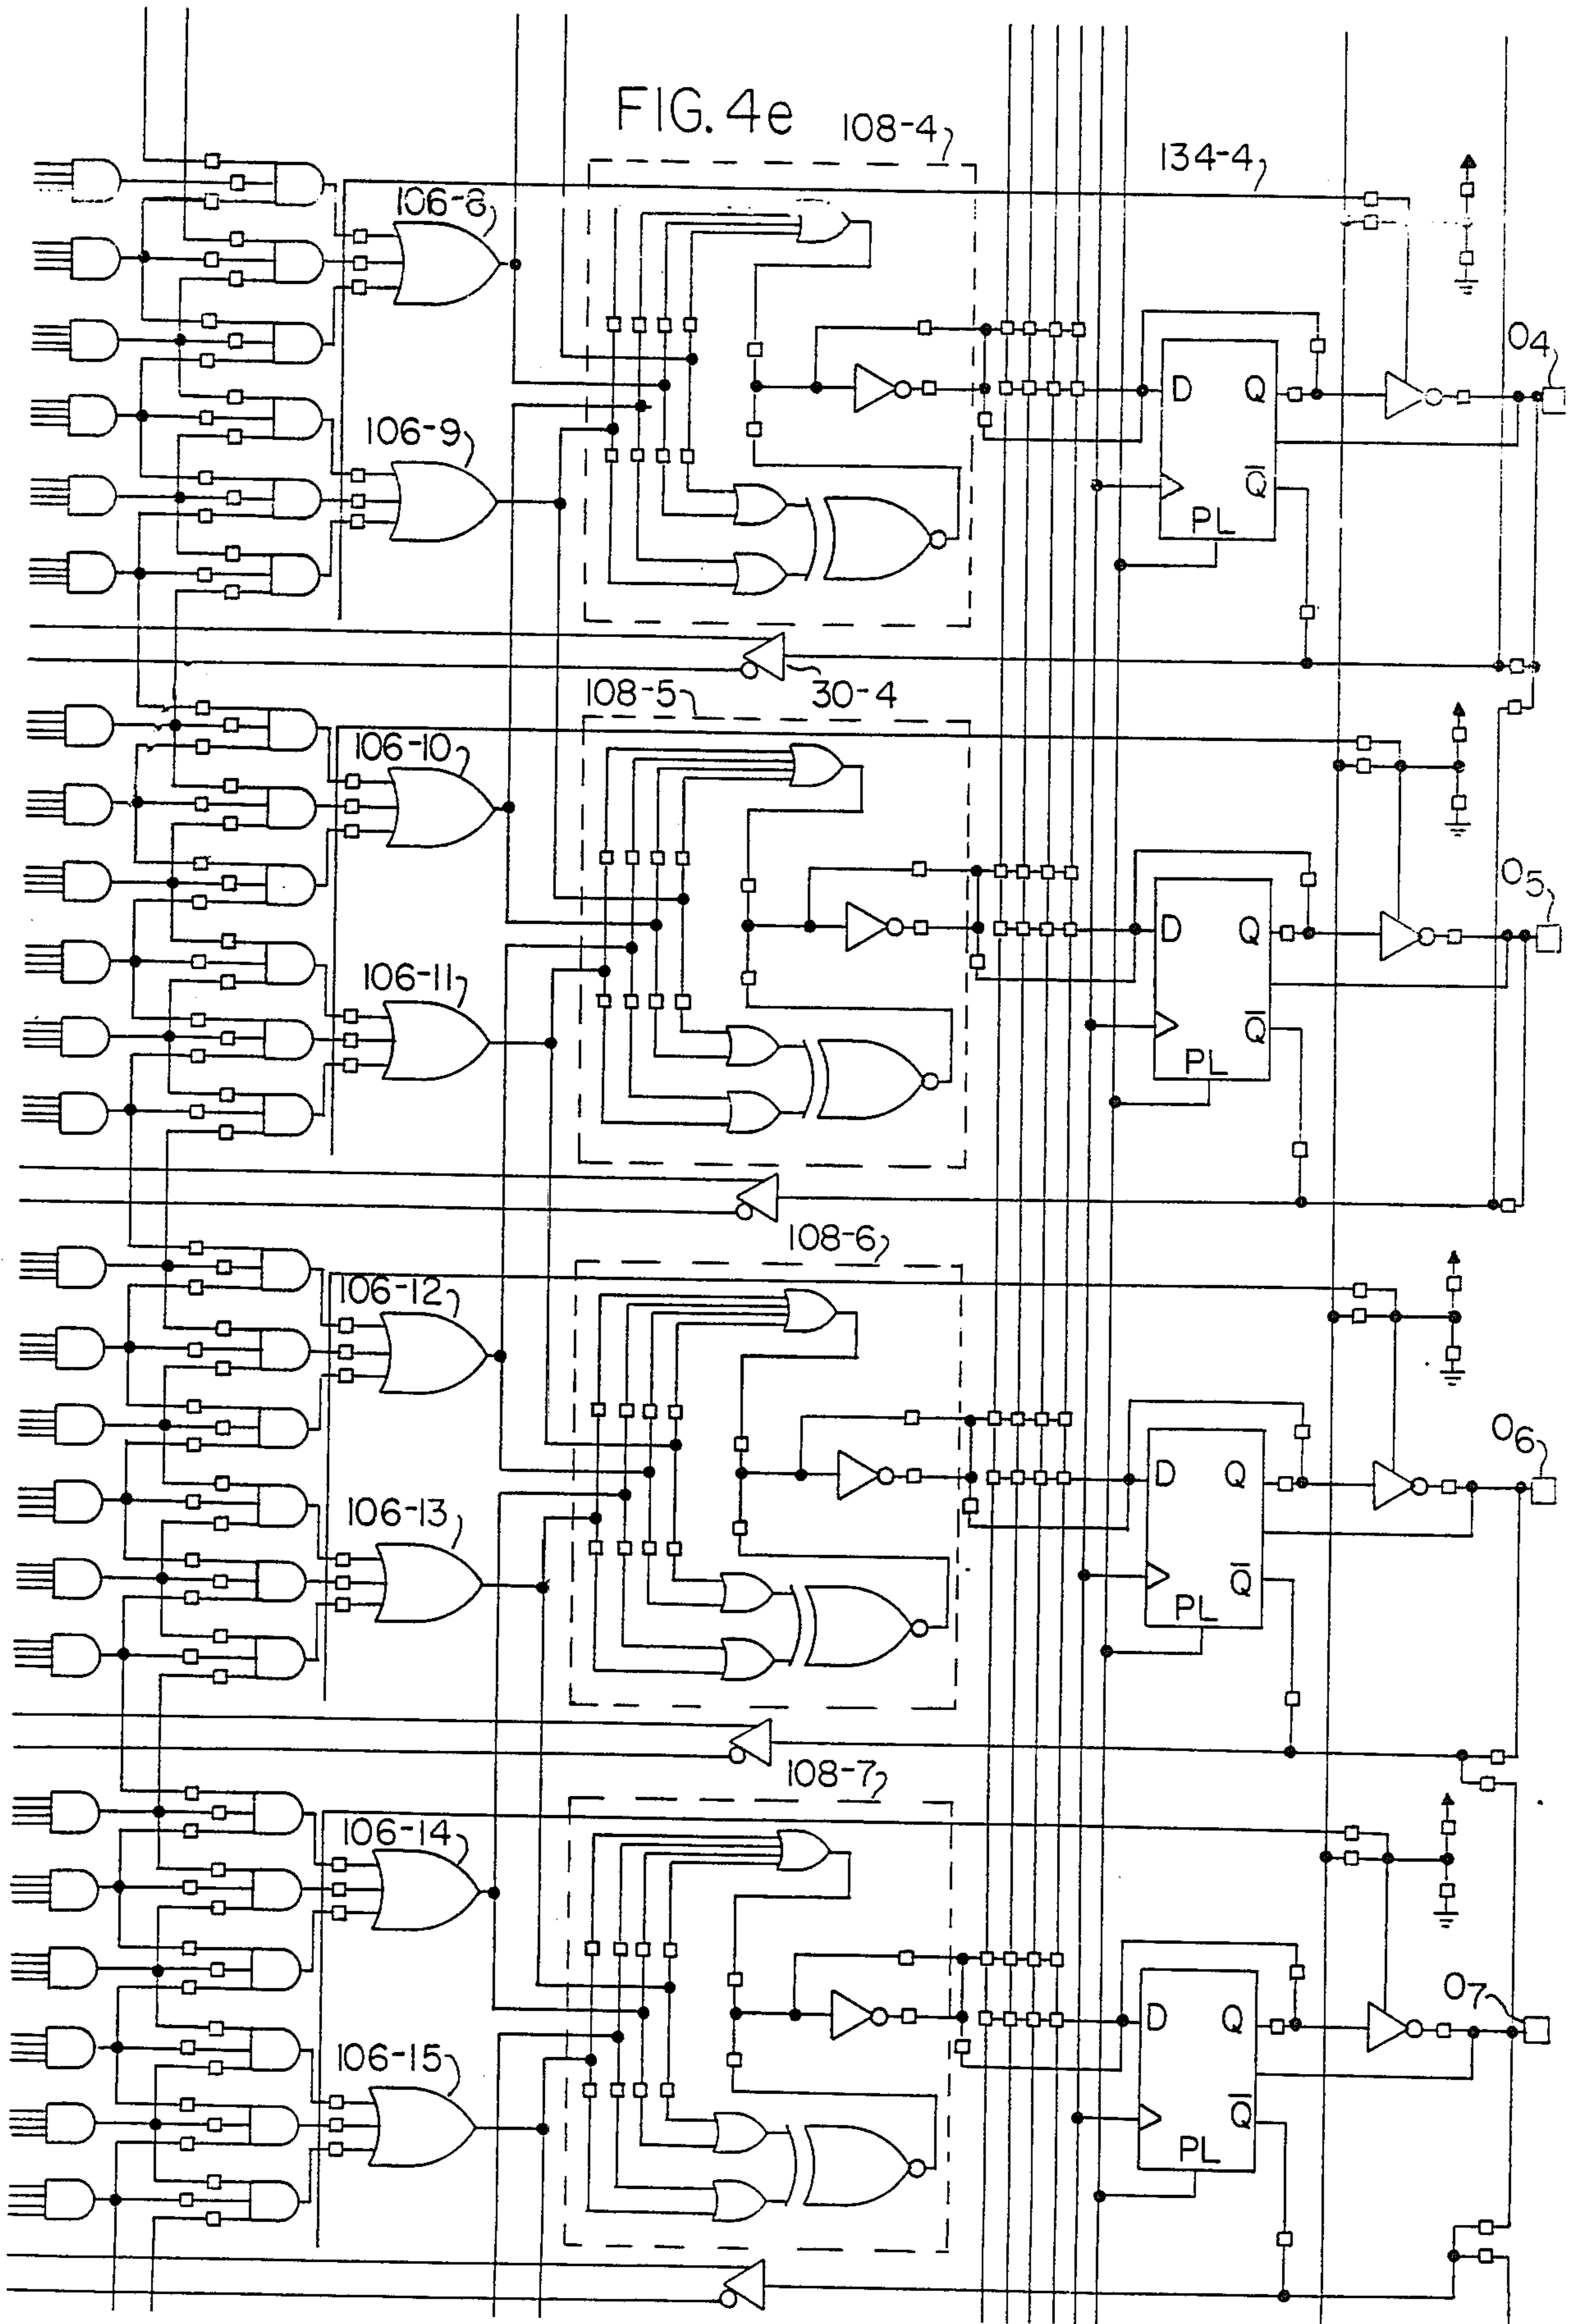 FIG. 4e
108-4
134-4
106-8
O4
D
Q
106-9
Q̅
PL
30-4
108-5
106-10
O5
D
Q
106-11
Q̅
PL
108-6
106-12
O6
D
Q
106-13
Q̅
PL
108-7
106-14
O7
D
Q
106-15
Q̅
PL